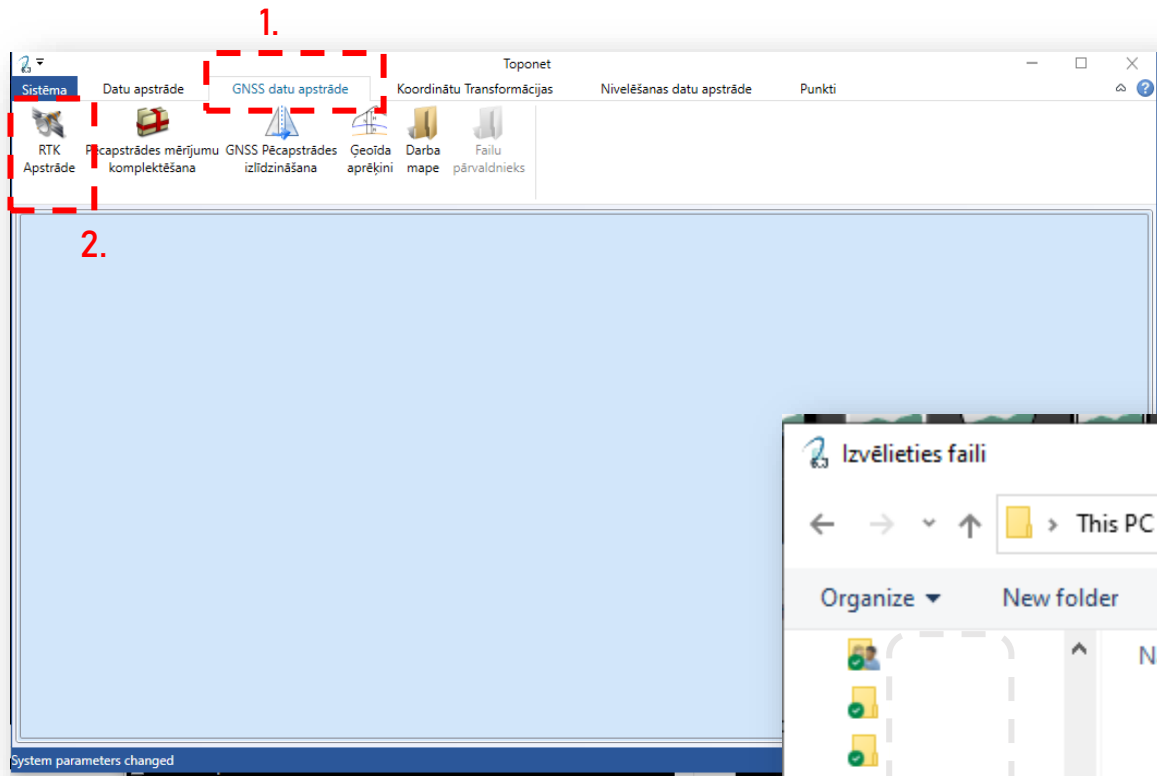 1.
Toponet
Sistēma Datu apstrāde GNSS datu apstrāde Koordinātu Transformācijas Nivelēšanas datu apstrāde Punkti
RTK Pēcapstrādes mērījumu GNSS Pēcapstrādes Ģeoīda Darba Failu
Apstrāde komplektēšana izlīdzināšana aprēķini mape pārvaldnieks
2.
Izvēlieties faili
This PC
Organize New folder
System parameters changed